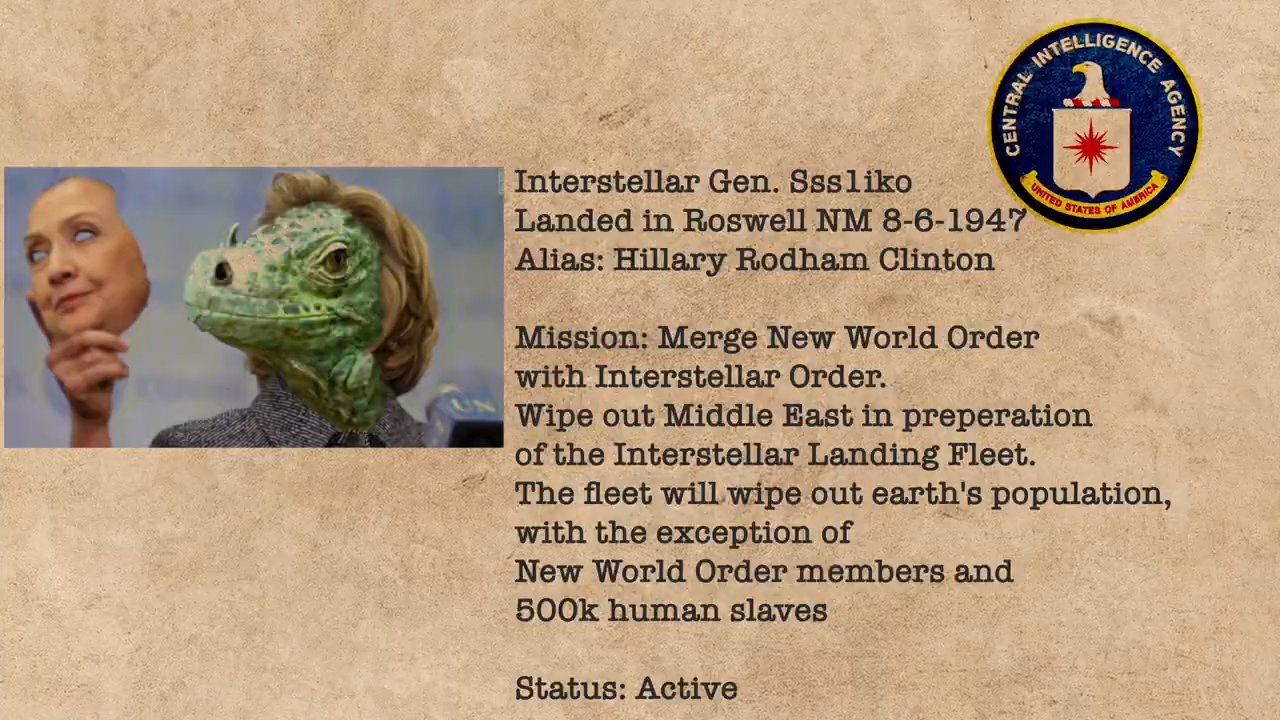 CENTRAL INTELLIGENCE AGENCY
UNITED STATES OF AMERICA
Interstellar Gen. Sssliko
Landed in Roswell NM 8-6-1947
Alias: Hillary Rodham Clinton
Mission: Merge New World Order
with Interstellar Order.
Wipe out Middle East in preperation
of the Interstellar Landing Fleet.
The fleet will wipe out earth's population,
with the exception of
New World Order members and
500k human slaves
Status: Active
UN